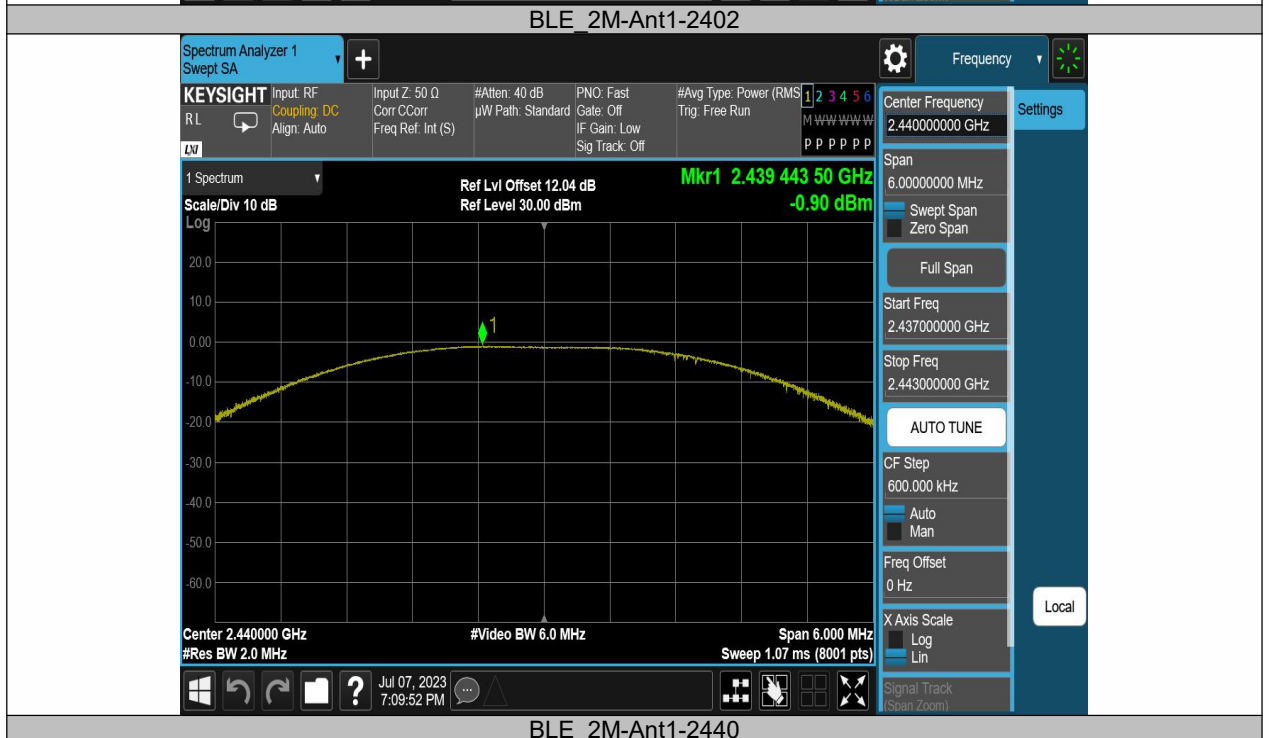 BLE_2M-Ant1-2402
Spectrum Analyzer 1
Swept SA
+
Frequency
KEYSIGHT
RL
LXI
Input: RF
Coupling: DC
Align: Auto
Input Z: 50 Ω
Corr CCorr
Freq Ref: Int (S)
#Atten: 40 dB
µW Path: Standard
PNO: Fast
Gate: Off
IF Gain: Low
Sig Track: Off
#Avg Type: Power (RMS
Trig: Free Run
1 2 3 4 5 6
M W W W W W
P P P P P P
Center Frequency
2.440000000 GHz
Settings
Span
6.00000000 MHz
Swept Span
Zero Span
Full Span
Start Freq
2.437000000 GHz
Stop Freq
2.443000000 GHz
AUTO TUNE
CF Step
600.000 kHz
Auto
Man
Freq Offset
0 Hz
X Axis Scale
Log
Lin
Signal Track
(Span Zoom)
Local
1 Spectrum
Scale/Div 10 dB
Log
Ref Lvl Offset 12.04 dB
Ref Level 30.00 dBm
Mkr1 2.439 443 50 GHz
-0.90 dBm
1
20.0
10.0
0.00
-10.0
-20.0
-30.0
-40.0
-50.0
-60.0
Center 2.440000 GHz
#Res BW 2.0 MHz
#Video BW 6.0 MHz
Span 6.000 MHz
Sweep 1.07 ms (8001 pts)
?
Jul 07, 2023
7:09:52 PM
BLE_2M-Ant1-2440